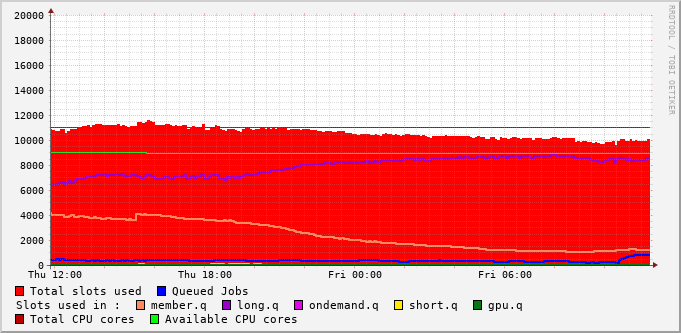 RRDTOOL / TOBI OETIKER
20000
18000
16000
14000
12000
10000
8000
6000
4000
2000
0
Thu 12:00 Thu 18:00 Fri 00:00 Fri 06:00
Total slots used Queued Jobs
Slots used in : member.q long.q ondemand.q short.q gpu.q
Total CPU cores Available CPU cores